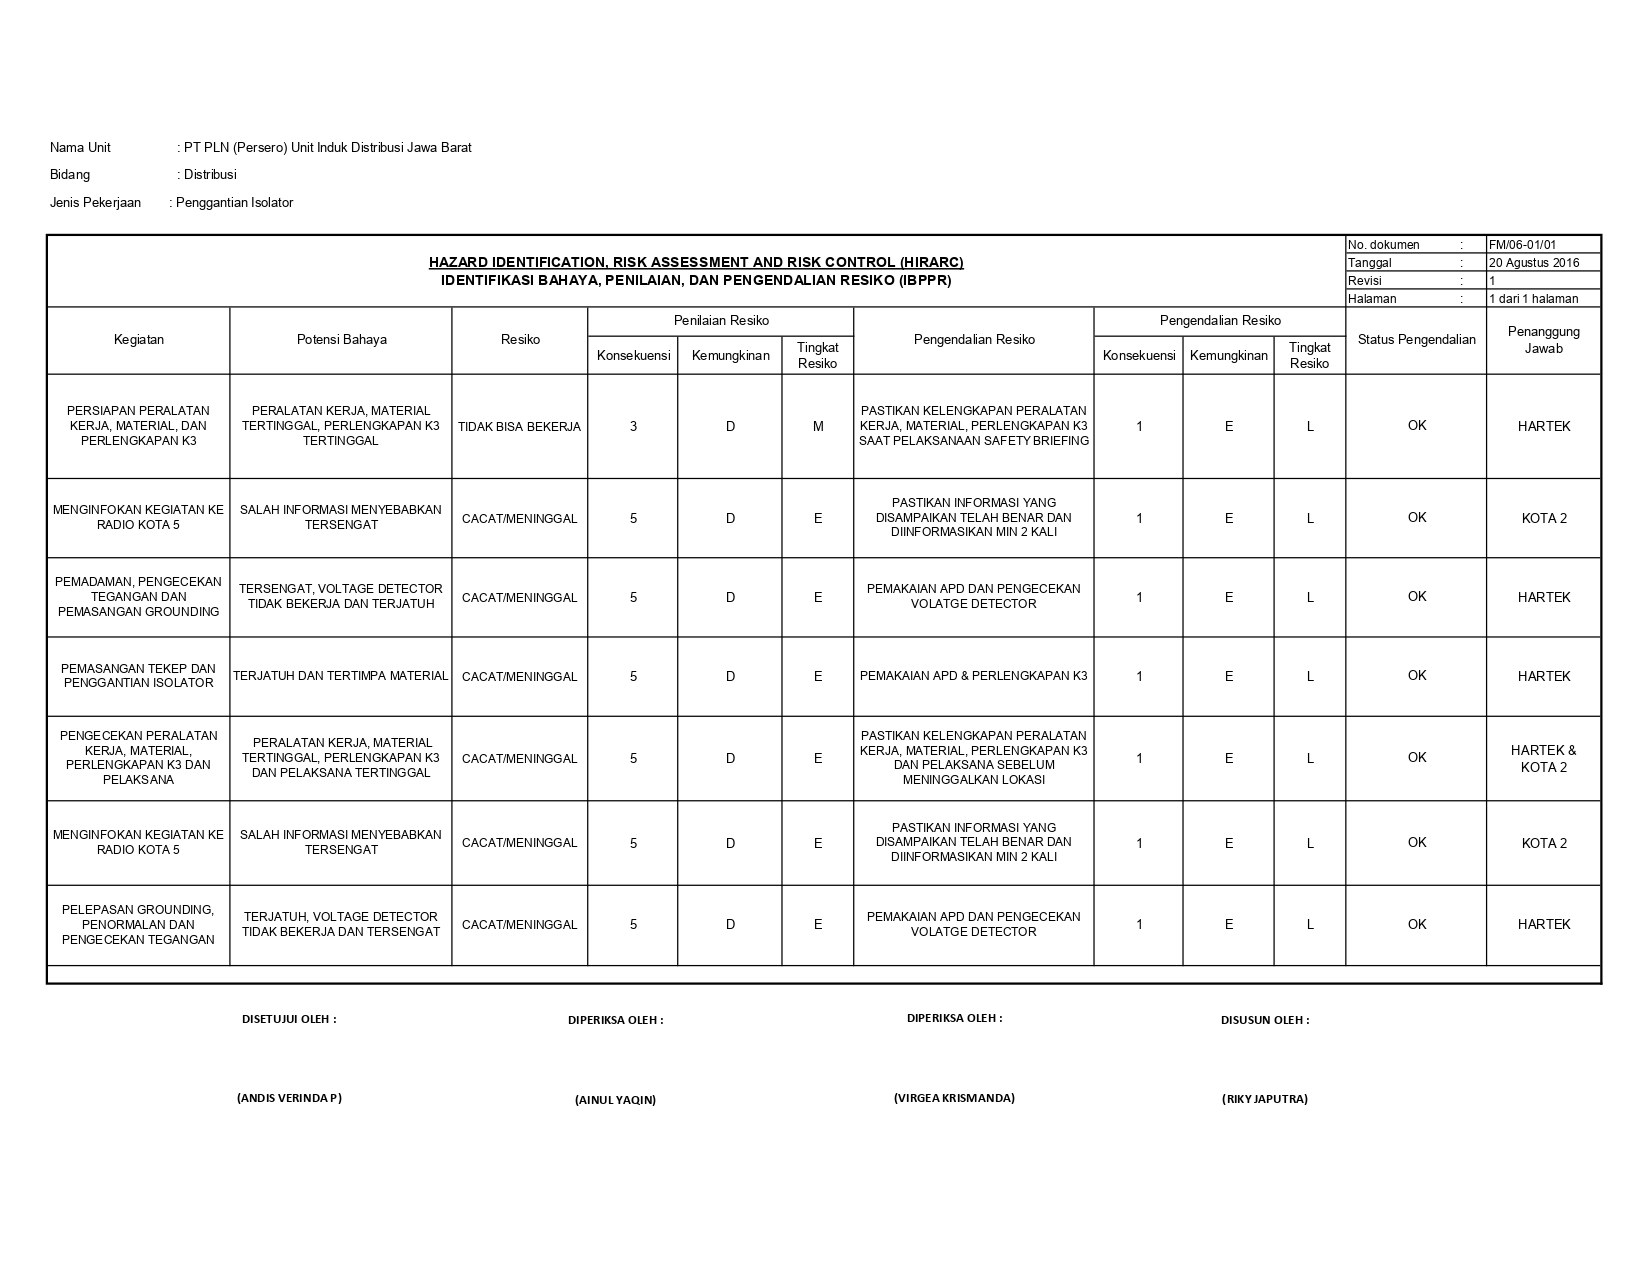 Nama Unit : PT PLN (Persero) Unit Induk Distribusi Jawa Barat
Bidang : Distribusi
Jenis Pekerjaan : Penggantian Isolator
HAZARD IDENTIFICATION, RISK ASSESSMENT AND RISK CONTROL (HIRARC)
IDENTIFIKASI BAHAYA, PENILAIAN, DAN PENGENDALIAN RESIKO (IBPPR)
No. dokumen : FM/06-01/01
Tanggal : 20 Agustus 2016
Revisi : 1
Halaman : 1 dari 1 halaman
Kegiatan
Potensi Bahaya
Resiko
Penilaian Resiko
Konsekuensi
Kemungkinan
Tingkat
Resiko
Pengendalian Resiko
Pengendalian Resiko
Konsekuensi
Kemungkinan
Tingkat
Resiko
Status Pengendalian
Penanggung
Jawab
PERSIAPAN PERALATAN
KERJA, MATERIAL, DAN
PERLENGKAPAN K3
PERALATAN KERJA, MATERIAL
TERTINGGAL, PERLENGKAPAN K3
TERTINGGAL
TIDAK BISA BEKERJA
3
D
M
PASTIKAN KELENGKAPAN PERALATAN
KERJA, MATERIAL, PERLENGKAPAN K3
SAAT PELAKSANAAN SAFETY BRIEFING
1
E
L
OK
HARTEK
MENGINFOKAN KEGIATAN KE
RADIO KOTA 5
SALAH INFORMASI MENYEBABKAN
TERSENGAT
CACAT/MENINGGAL
5
D
E
PASTIKAN INFORMASI YANG
DISAMPAIKAN TELAH BENAR DAN
DIINFORMASIKAN MIN 2 KALI
1
E
L
OK
KOTA 2
PEMADAMAN, PENGECEKAN
TEGANGAN DAN
PEMASANGAN GROUNDING
TERSENGAT, VOLTAGE DETECTOR
TIDAK BEKERJA DAN TERJATUH
CACAT/MENINGGAL
5
D
E
PEMAKAIAN APD DAN PENGECEKAN
VOLATGE DETECTOR
1
E
L
OK
HARTEK
PEMASANGAN TEKEP DAN
PENGGANTIAN ISOLATOR
TERJATUH DAN TERTIMPA MATERIAL
CACAT/MENINGGAL
5
D
E
PEMAKAIAN APD & PERLENGKAPAN K3
1
E
L
OK
HARTEK
PENGECEKAN PERALATAN
KERJA, MATERIAL,
PERLENGKAPAN K3 DAN
PELAKSANA
PERALATAN KERJA, MATERIAL
TERTINGGAL, PERLENGKAPAN K3
DAN PELAKSANA TERTINGGAL
CACAT/MENINGGAL
5
D
E
PASTIKAN KELENGKAPAN PERALATAN
KERJA, MATERIAL, PERLENGKAPAN K3
DAN PELAKSANA SEBELUM
MENINGGALKAN LOKASI
1
E
L
OK
HARTEK &
KOTA 2
MENGINFOKAN KEGIATAN KE
RADIO KOTA 5
SALAH INFORMASI MENYEBABKAN
TERSENGAT
CACAT/MENINGGAL
5
D
E
PASTIKAN INFORMASI YANG
DISAMPAIKAN TELAH BENAR DAN
DIINFORMASIKAN MIN 2 KALI
1
E
L
OK
KOTA 2
PELEPASAN GROUNDING,
PENORMALAN DAN
PENGECEKAN TEGANGAN
TERJATUH, VOLTAGE DETECTOR
TIDAK BEKERJA DAN TERSENGAT
CACAT/MENINGGAL
5
D
E
PEMAKAIAN APD DAN PENGECEKAN
VOLATGE DETECTOR
1
E
L
OK
HARTEK
DISETUJUI OLEH :
DIPERIKSA OLEH :
DIPERIKSA OLEH :
DISUSUN OLEH :
(ANDIS VERINDA P)
(AINUL YAQIN)
(VIRGEA KRISMANDA)
(RIKY JAPUTRA)